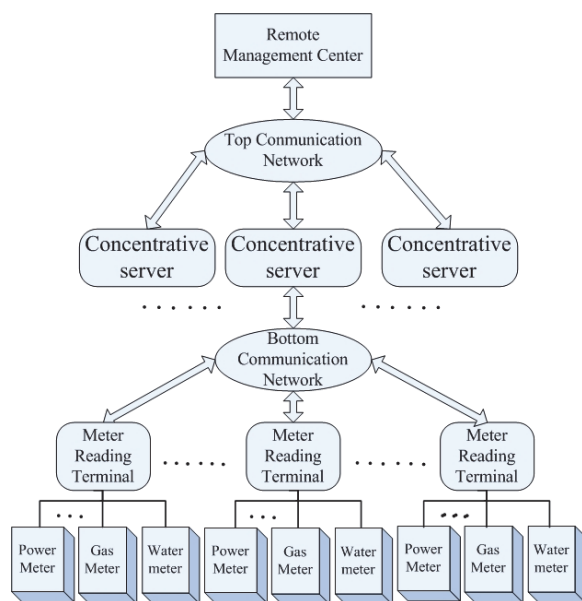 Remote
Management Center
Top Communication
Network
Concentrative
server
Concentrative
server
Concentrative
server
. . . . . .
. . . . . .
Bottom
Communication
Network
Meter
Reading
Terminal
. . . . . .
Meter
Reading
Terminal
. . . . . .
Meter
Reading
Terminal
. . .
. . .
. . .
Power
Meter
Gas
Meter
Water
meter
Power
Meter
Gas
Meter
Water
meter
Power
Meter
Gas
Meter
Water
meter